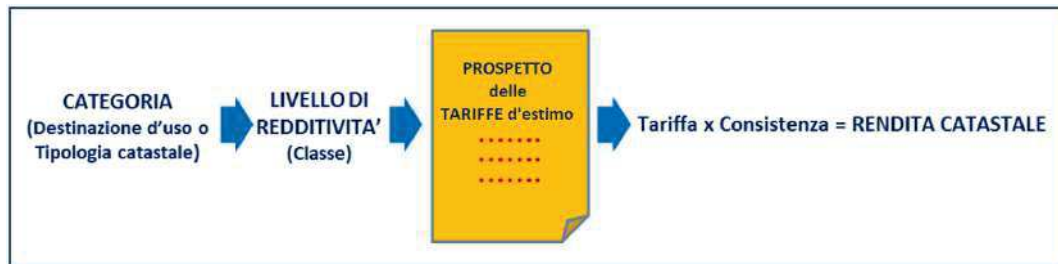 CATEGORIA
(Destinazione d'uso o
Tipologia catastale)
LIVELLO DI
REDDITIVITA'
(Classe)
PROSPETTO
delle
TARIFFE d'estimo
Tariffa x Consistenza = RENDITA CATASTALE